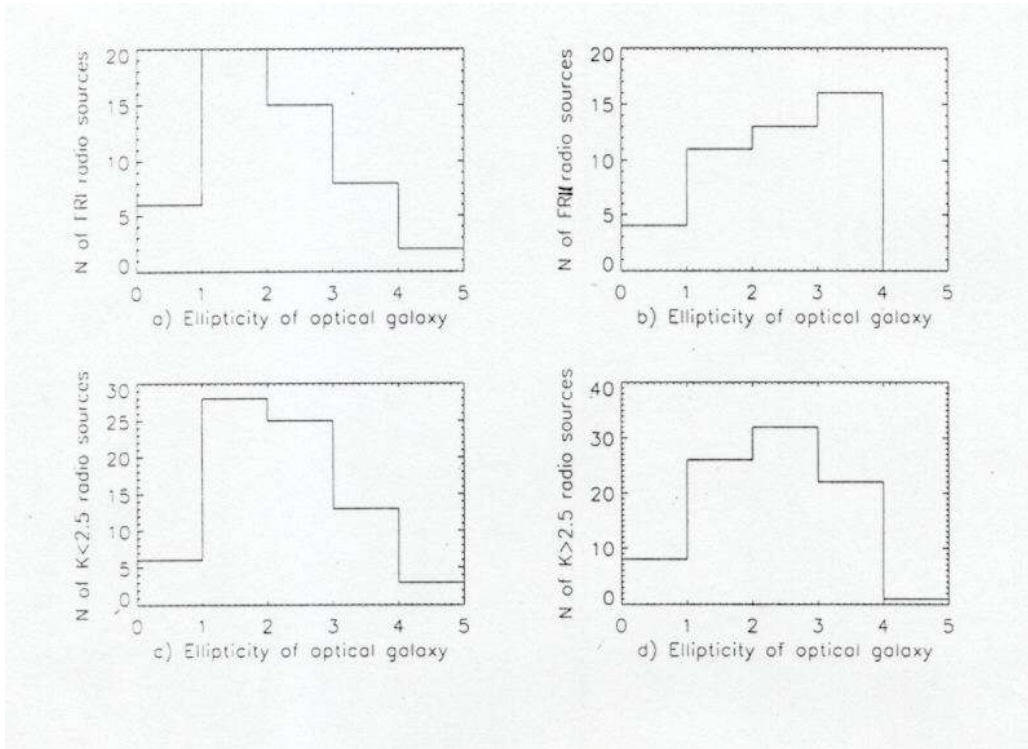 20
15
10
5
0
N of FRI radio sources
0 1 2 3 4 5
a) Ellipticity of optical galaxy
20
15
10
5
0
N of FRII radio sources
0 1 2 3 4 5
b) Ellipticity of optical galaxy
30
25
20
15
10
5
0
N of K<2.5 radio sources
0 1 2 3 4 5
c) Ellipticity of optical galaxy
40
30
20
10
0
N of K>2.5 radio sources
0 1 2 3 4 5
d) Ellipticity of optical galaxy